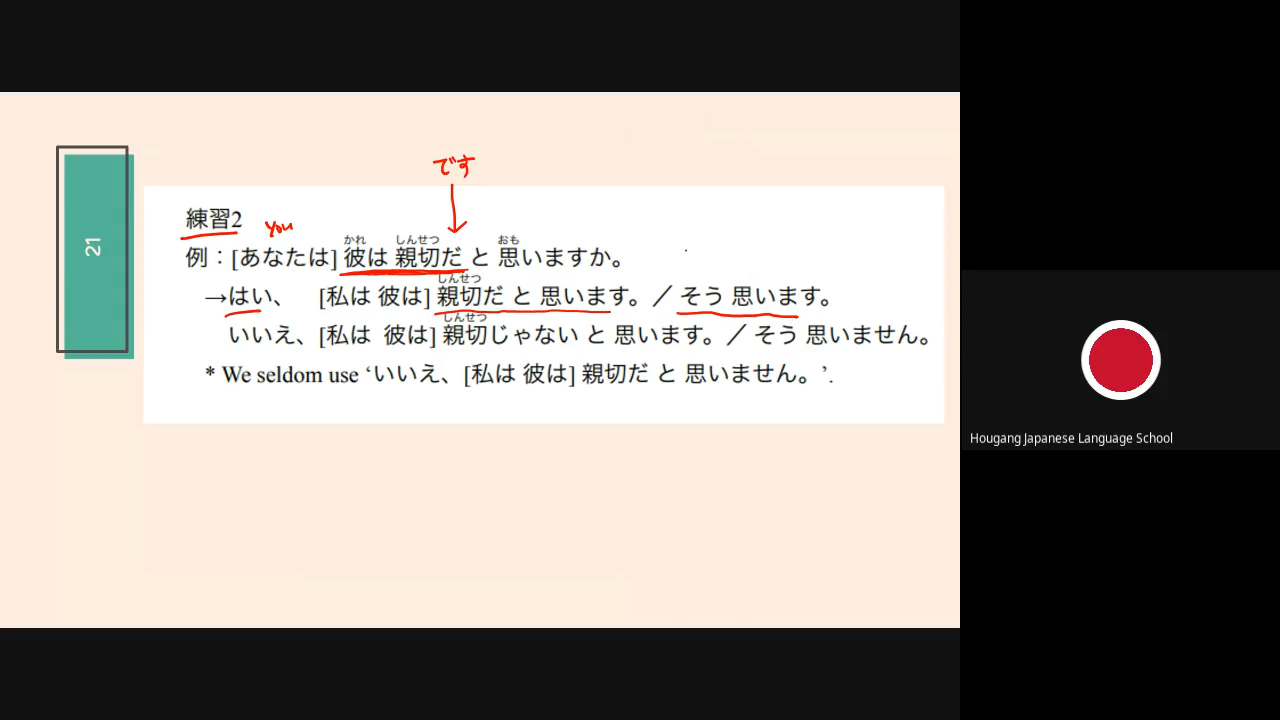 です
練習2
you
かれ しんせつ おも
例：[あなたは] 彼は 親切だ と 思いますか。
しんせつ
→はい、 [私は 彼は] 親切だ と 思います。／そう 思います。
しんせつ
いいえ、[私は 彼は] 親切じゃない と 思います。／そう 思いません。
* We seldom use ‘いいえ、[私は 彼は] 親切だ と 思いません。’.
21
Hougang Japanese Language School